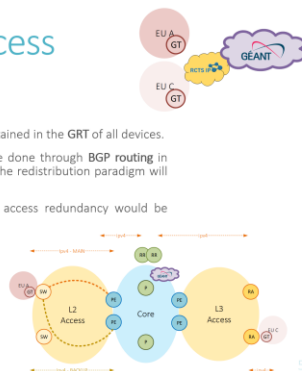 cess
EU A
GT
GÉANT
RCTS IP
EU C
GT
ained in the GRT of all devices.
e done through BGP routing in
he redistribution paradigm will
access redundancy would be
RR RR
GÉANT
EU A
GT
SW
P
RA
L2
Access
PE
Core
PE
L3
Access
PE
PE
EU C
SW
P
RA
GT